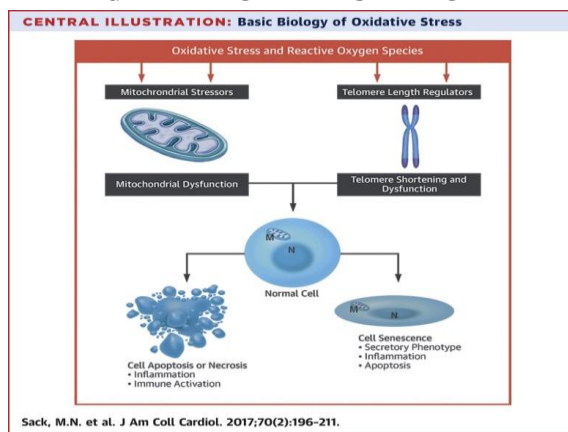 CENTRAL ILLUSTRATION: Basic Biology of Oxidative Stress
Oxidative Stress and Reactive Oxygen Species
Mitochrondrial Stressors
Telomere Length Regulators
Mitochondrial Dysfunction
Telomere Shortening and
Dysfunction
M
N
Normal Cell
M
N
Cell Apoptosis or Necrosis
• Inflammation
• Immune Activation
Cell Senescence
• Secretory Phenotype
• Inflammation
• Apoptosis
Sack, M.N. et al. J Am Coll Cardiol. 2017;70(2):196–211.